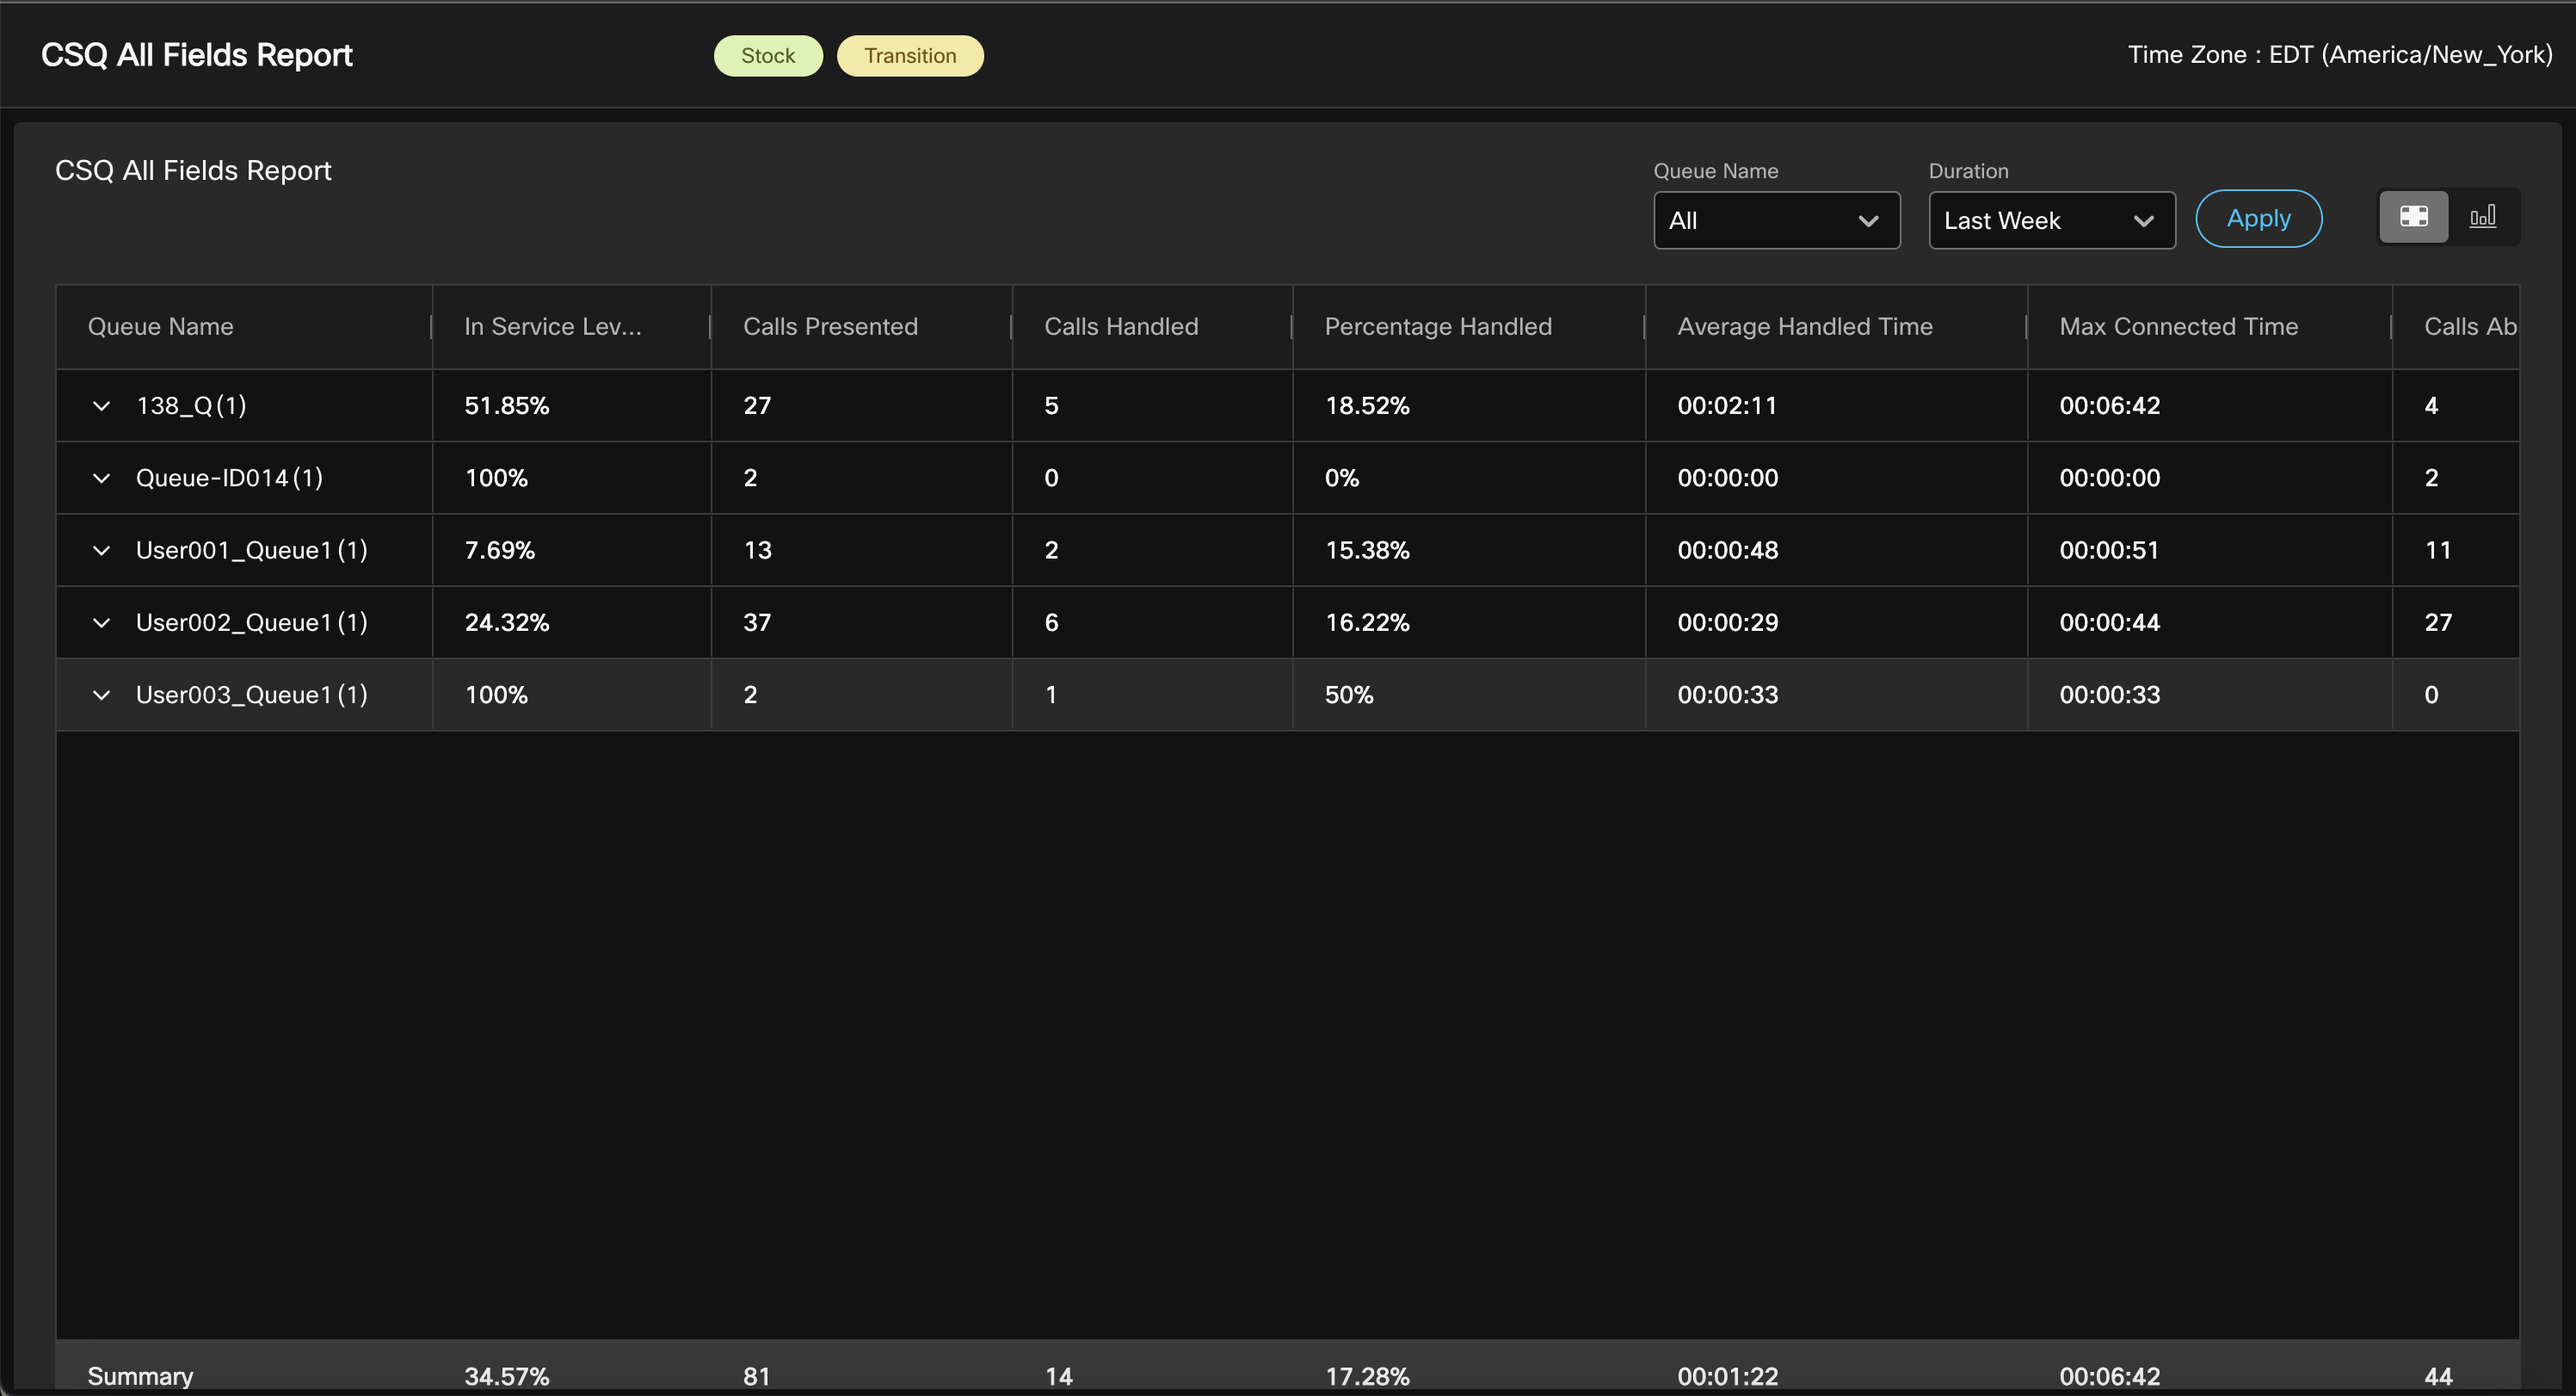 CSQ All Fields Report Stock Transition Time Zone : EDT (America/New_York)
CSQ All Fields Report
Queue Name Duration
All Last Week Apply
Queue Name In Service Lev... Calls Presented Calls Handled Percentage Handled Average Handled Time Max Connected Time Calls Ab
138_Q (1) 51.85% 27 5 18.52% 00:02:11 00:06:42 4
Queue-ID014 (1) 100% 2 0 0% 00:00:00 00:00:00 2
User001_Queue1 (1) 7.69% 13 2 15.38% 00:00:48 00:00:51 11
User002_Queue1 (1) 24.32% 37 6 16.22% 00:00:29 00:00:44 27
User003_Queue1 (1) 100% 2 1 50% 00:00:33 00:00:33 0
Summary 34.57% 81 14 17.28% 00:01:22 00:06:42 44